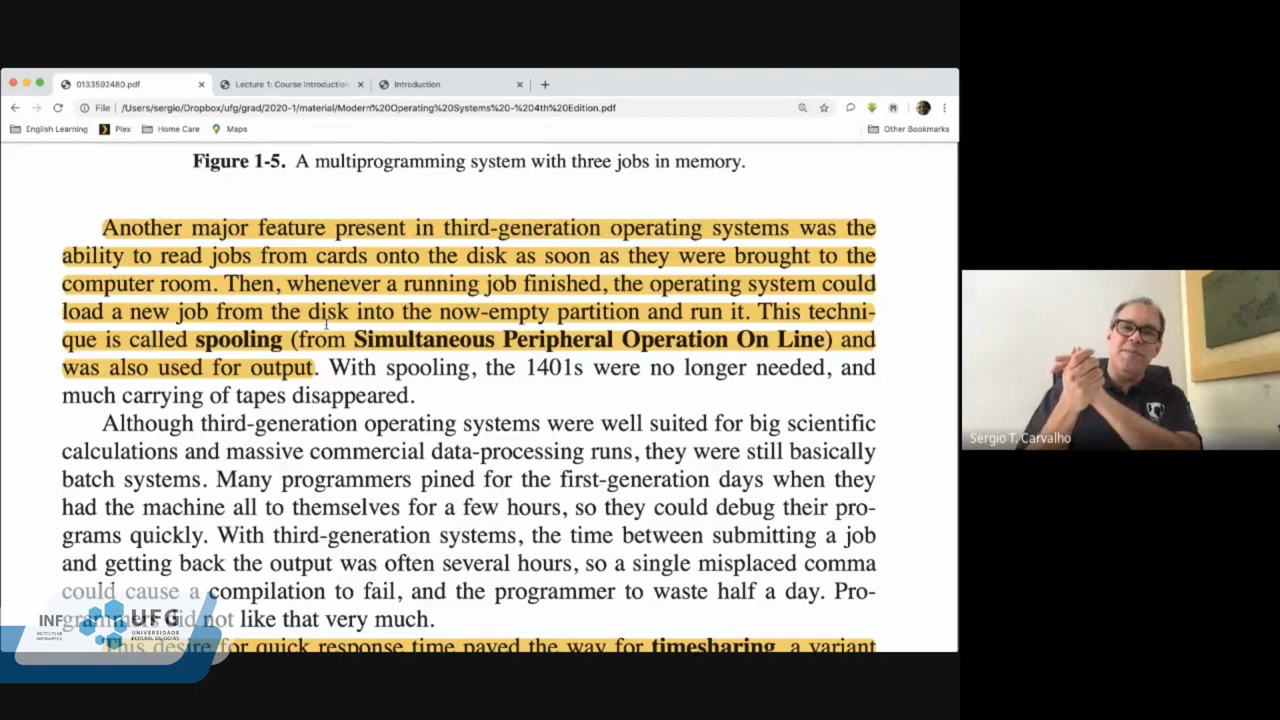 0133592480.pdf
Lecture 1: Course Introduction
Introduction
File | /Users/sergio/Dropbox/ufg/grad/2020-1/material/Modern%20Operating%20Systems%20-%204th%20Edition.pdf
English Learning Plex Home Care Maps Other Bookmarks
Figure 1-5. A multiprogramming system with three jobs in memory.
Another major feature present in third-generation operating systems was the
ability to read jobs from cards onto the disk as soon as they were brought to the
computer room. Then, whenever a running job finished, the operating system could
load a new job from the disk into the now-empty partition and run it. This techni-
que is called spooling (from Simultaneous Peripheral Operation On Line) and
was also used for output. With spooling, the 1401s were no longer needed, and
much carrying of tapes disappeared.
Although third-generation operating systems were well suited for big scientific
calculations and massive commercial data-processing runs, they were still basically
batch systems. Many programmers pined for the first-generation days when they
had the machine all to themselves for a few hours, so they could debug their pro-
grams quickly. With third-generation systems, the time between submitting a job
and getting back the output was often several hours, so a single misplaced comma
could cause a compilation to fail, and the programmer to waste half a day. Pro-
grammers did not like that very much.
This desire for quick response time paved the way for timesharing, a variant
INF
INSTITUTO DE
INFORMÁTICA
UFG
UNIVERSIDADE
FEDERAL DE GOIÁS
Sergio T. Carvalho